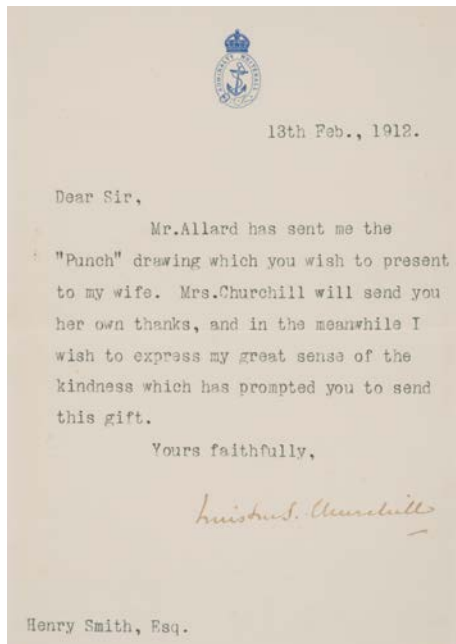 ADMIRALTY WHITEHALL
13th Feb., 1912.
Dear Sir,
Mr.Allard has sent me the
"Punch" drawing which you wish to present
to my wife. Mrs.Churchill will send you
her own thanks, and in the meanwhile I
wish to express my great sense of the
kindness which has prompted you to send
this gift.
Yours faithfully,
Winston S. Churchill
Henry Smith, Esq.